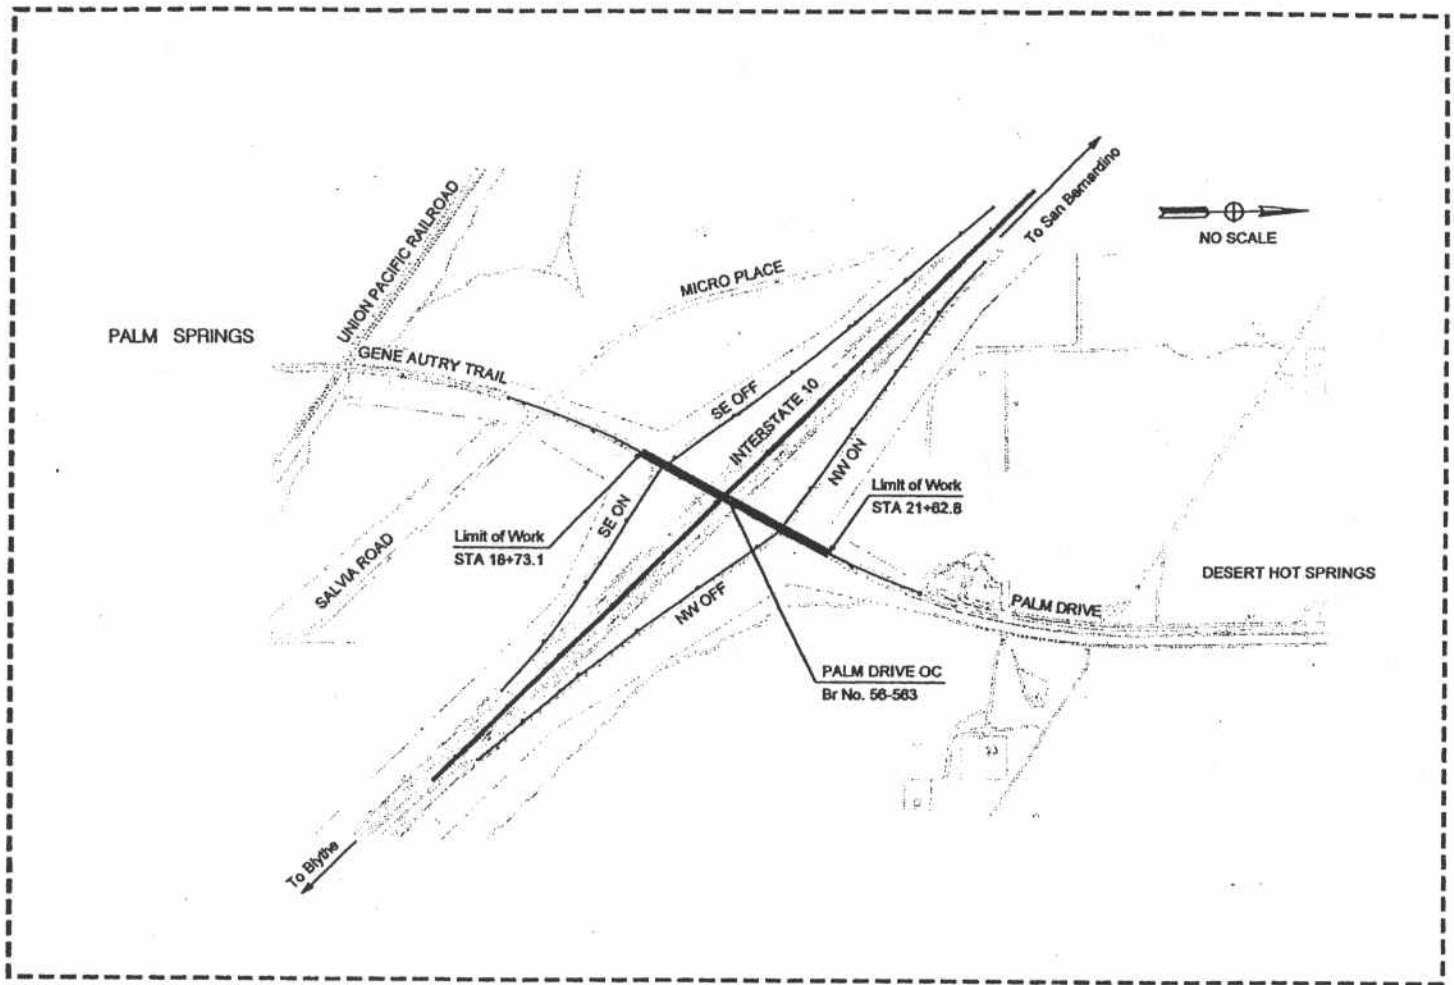 To San Bernardino
NO SCALE
UNION PACIFIC RAILROAD
MICRO PLACE
PALM SPRINGS
GENE AUTRY TRAIL
SE OFF
INTERSTATE 10
NW ON
Limit of Work
STA 21+62.8
SE ON
Limit of Work
STA 18+73.1
SALVIA ROAD
NW OFF
DESERT HOT SPRINGS
PALM DRIVE
PALM DRIVE OC
Br No. 56-563
To Blythe